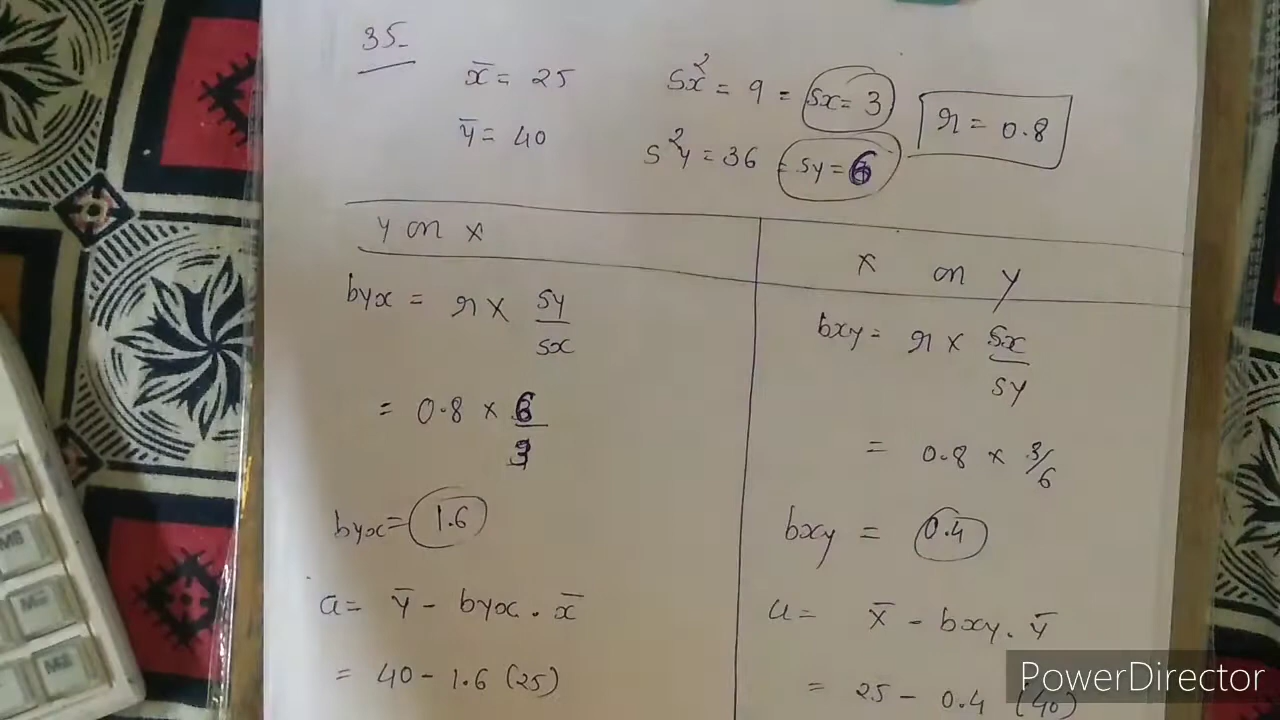 35-
x̄ = 25
Sx² = 9 = Sx = 3
r = 0.8
ȳ = 40
S²y = 36 = Sy = 6
y on x
x on y
byx = r × Sy/Sx
bxy = r × Sx/Sy
= 0.8 × 6/3
= 0.8 × 3/6
byx = 1.6
bxy = 0.4
a = ȳ - byx . x̄
a = x̄ - bxy . ȳ
= 40 - 1.6 (25)
= 25 - 0.4 (40)
PowerDirector